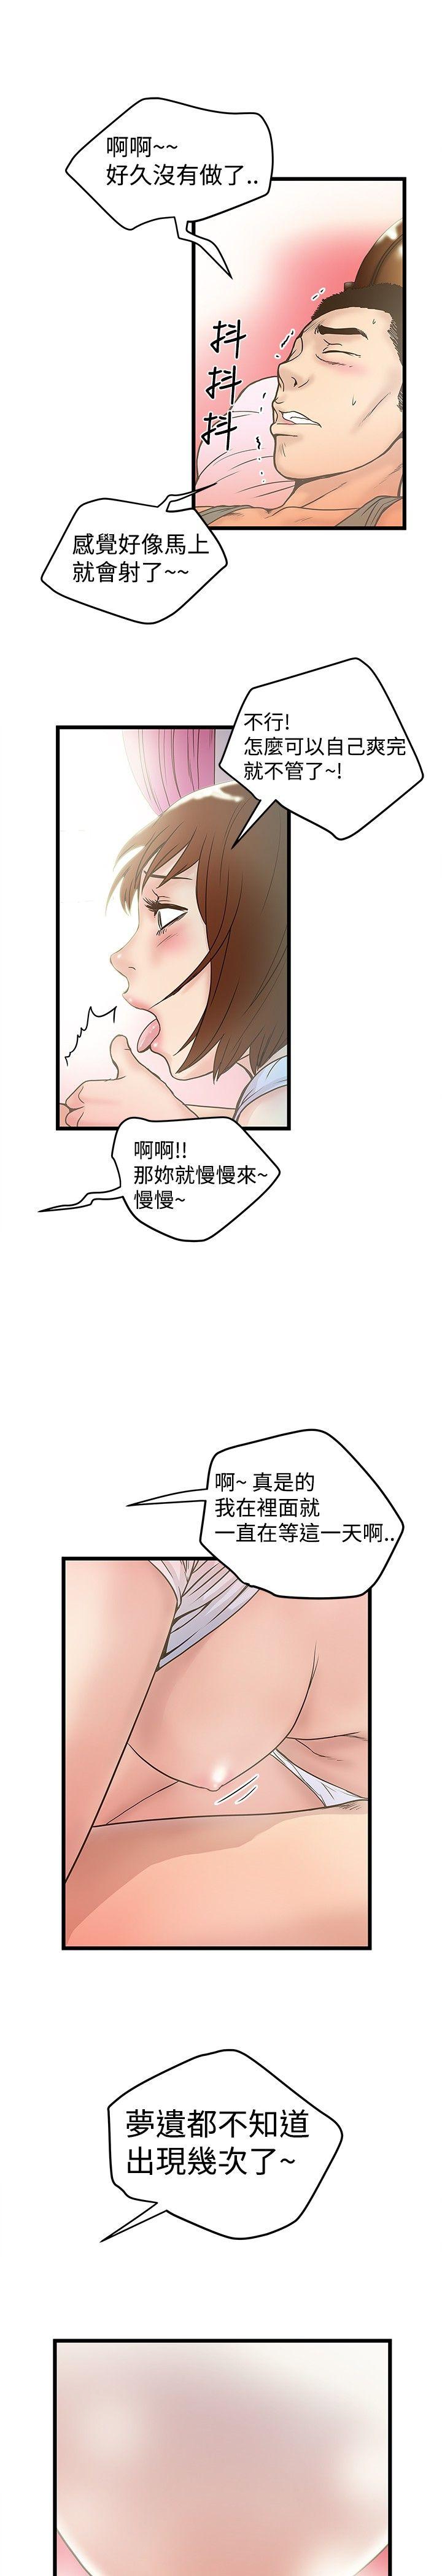 啊啊~~
好久沒有做了..
抖
抖
抖
感覺好像馬上
就會射了~~
不行!
怎麼可以自己爽完
就不管了~!
啊啊!!
那妳就慢慢來~
慢慢~
啊~ 真是的
我在裡面就
一直在等這一天啊..
夢遺都不知道
出現幾次了~